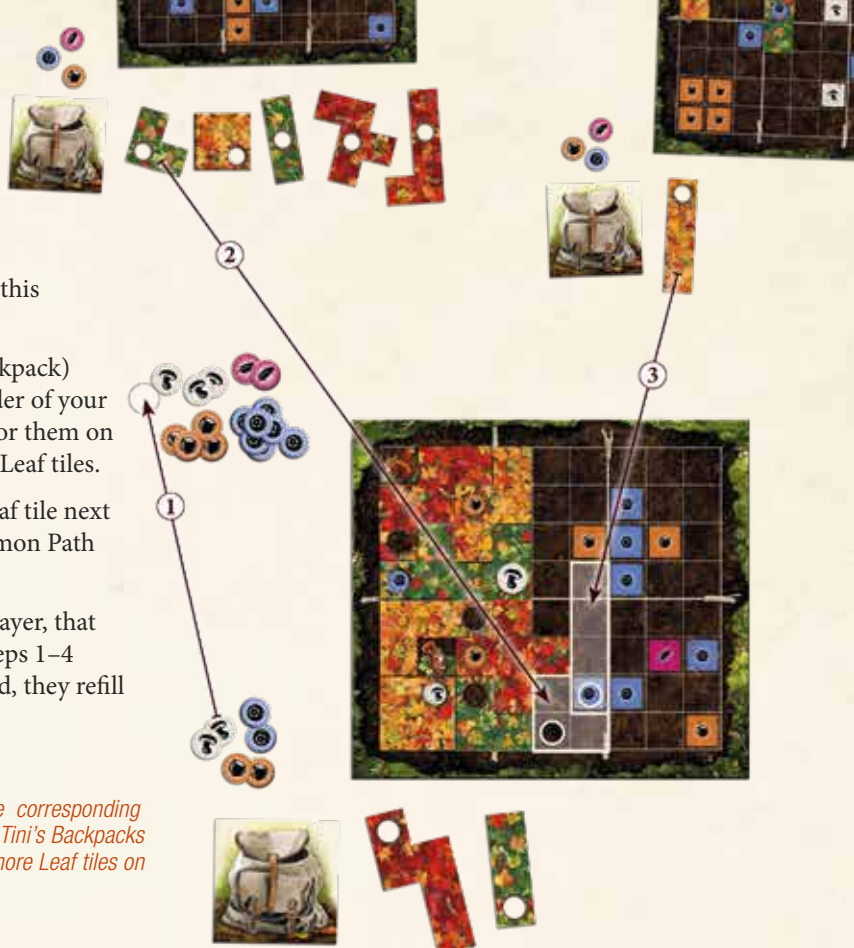 2
this
3
kpack)
ler of your
or them on
Leaf tiles.
1
af tile next
mon Path
ayer, that
eps 1–4
d, they refill
e corresponding
Tini's Backpacks
nore Leaf tiles on